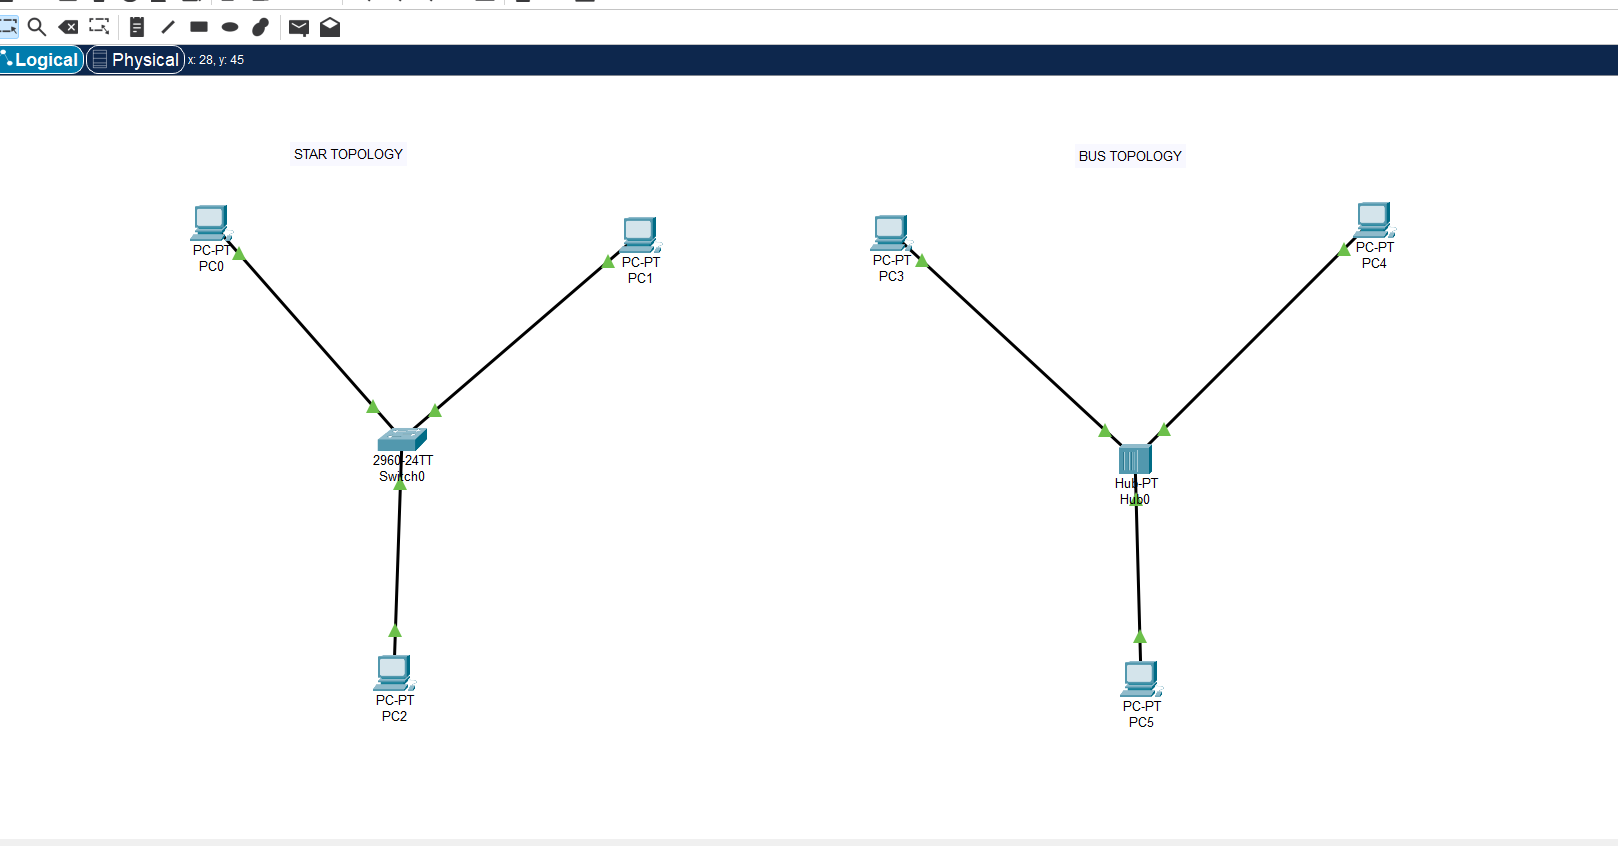 Logical Physical x: 28, y: 45
STAR TOPOLOGY
BUS TOPOLOGY
PC-PT
PC0
PC-PT
PC1
PC-PT
PC3
PC-PT
PC4
2960-24TT
Switch0
Hub-PT
Hub0
PC-PT
PC2
PC-PT
PC5